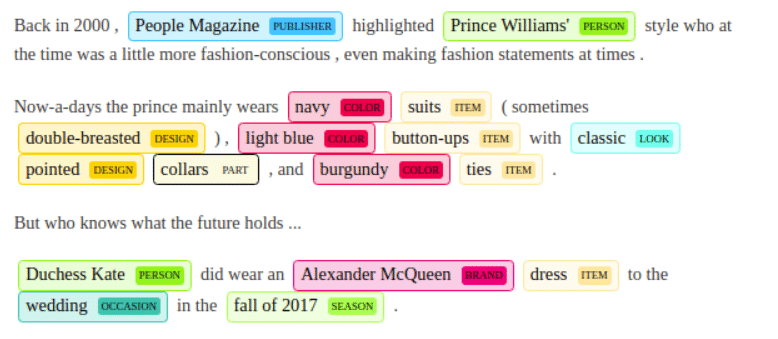 Back in 2000 , People Magazine PUBLISHER highlighted Prince Williams' PERSON style who at
the time was a little more fashion-conscious , even making fashion statements at times .
Now-a-days the prince mainly wears navy COLOR suits ITEM ( sometimes
double-breasted DESIGN ) , light blue COLOR button-ups ITEM with classic LOOK
pointed DESIGN collars PART , and burgundy COLOR ties ITEM .
But who knows what the future holds ...
Duchess Kate PERSON did wear an Alexander McQueen BRAND dress ITEM to the
wedding OCCASION in the fall of 2017 SEASON .